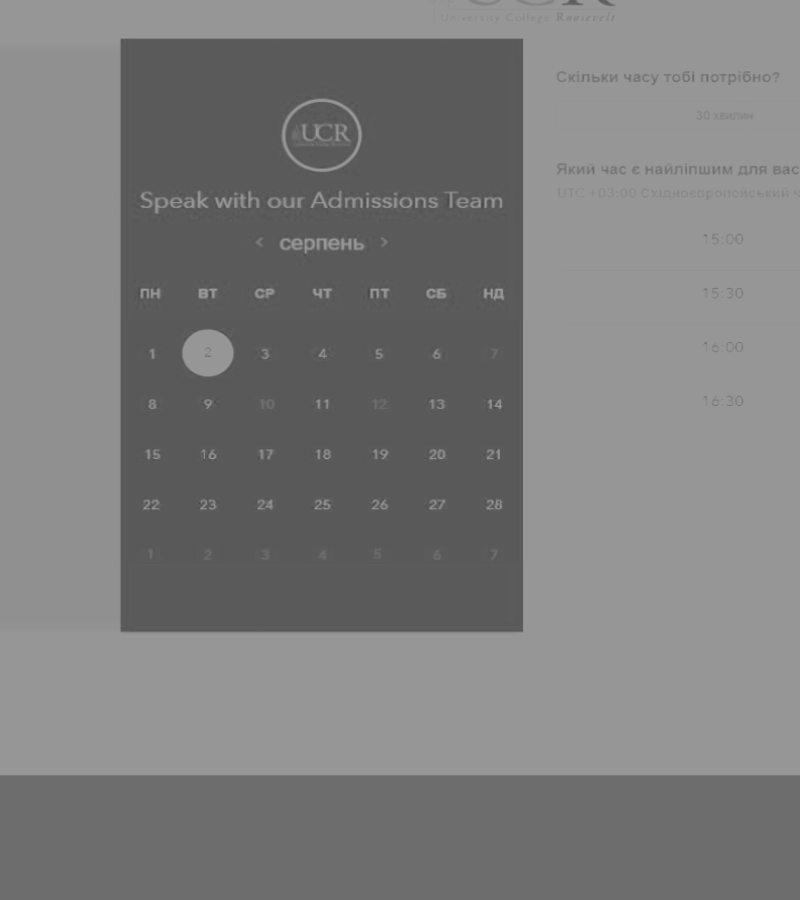 UCR
University College Roosevelt
UCR
Speak with our Admissions Team
‹ серпень ›
ПН ВТ СР ЧТ ПТ СБ НД
1 2 3 4 5 6 7
8 9 10 11 12 13 14
15 16 17 18 19 20 21
22 23 24 25 26 27 28
1 2 3 4 5 6 7
Скільки часу тобі потрібно?
30 хвилин
Який час є найліпшим для вас
UTC +03:00 Східноєвропейський ч
15:00
15:30
16:00
16:30